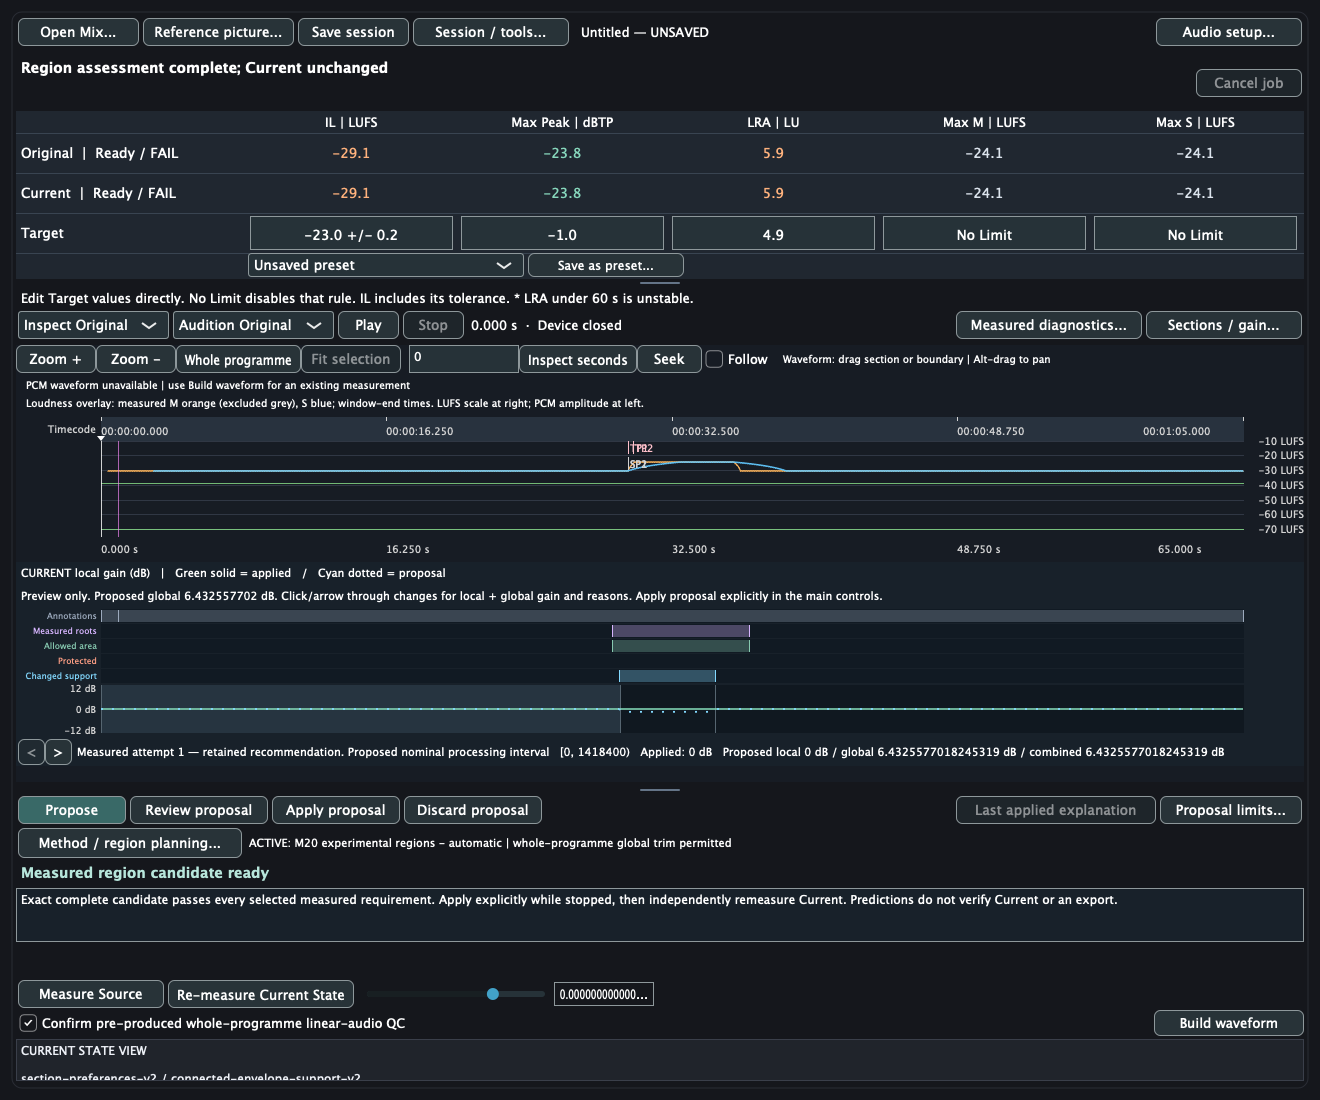 Open Mix... Reference picture... Save session Session / tools... Untitled — UNSAVED Audio setup...
Region assessment complete; Current unchanged
Cancel job
IL | LUFS Max Peak | dBTP LRA | LU Max M | LUFS Max S | LUFS
Original | Ready / FAIL −29.1 −23.8 5.9 −24.1 −24.1
Current | Ready / FAIL −29.1 −23.8 5.9 −24.1 −24.1
Target −23.0 +/− 0.2 −1.0 4.9 No Limit No Limit
Unsaved preset Save as preset...
Edit Target values directly. No Limit disables that rule. IL includes its tolerance. * LRA under 60 s is unstable.
Inspect Original Audition Original Play Stop 0.000 s · Device closed Measured diagnostics... Sections / gain...
Zoom + Zoom − Whole programme Fit selection 0 Inspect seconds Seek Follow Waveform: drag section or boundary | Alt-drag to pan
PCM waveform unavailable | use Build waveform for an existing measurement
Loudness overlay: measured M orange (excluded grey), S blue; window-end times. LUFS scale at right; PCM amplitude at left.
Timecode 00:00:00.000 00:00:16.250 00:00:32.500 00:00:48.750 00:01:05.000
−10 LUFS
−20 LUFS
−30 LUFS
−40 LUFS
−50 LUFS
−60 LUFS
−70 LUFS
0.000 s 16.250 s 32.500 s 48.750 s 65.000 s
CURRENT local gain (dB) | Green solid = applied / Cyan dotted = proposal
Preview only. Proposed global 6.432557702 dB. Click/arrow through changes for local + global gain and reasons. Apply proposal explicitly in the main controls.
Annotations
Measured roots
Allowed area
Protected
Changed support
12 dB
0 dB
−12 dB
< > Measured attempt 1 — retained recommendation. Proposed nominal processing interval [0, 1418400) Applied: 0 dB Proposed local 0 dB / global 6.4325577018245319 dB / combined 6.4325577018245319 dB
Propose Review proposal Apply proposal Discard proposal Last applied explanation Proposal limits...
Method / region planning... ACTIVE: M20 experimental regions − automatic | whole-programme global trim permitted
Measured region candidate ready
Exact complete candidate passes every selected measured requirement. Apply explicitly while stopped, then independently remeasure Current. Predictions do not verify Current or an export.
Measure Source Re-measure Current State 0.000000000000...
Confirm pre-produced whole-programme linear-audio QC Build waveform
CURRENT STATE VIEW
section-preferences-v2 / connected-envelope-support-v2